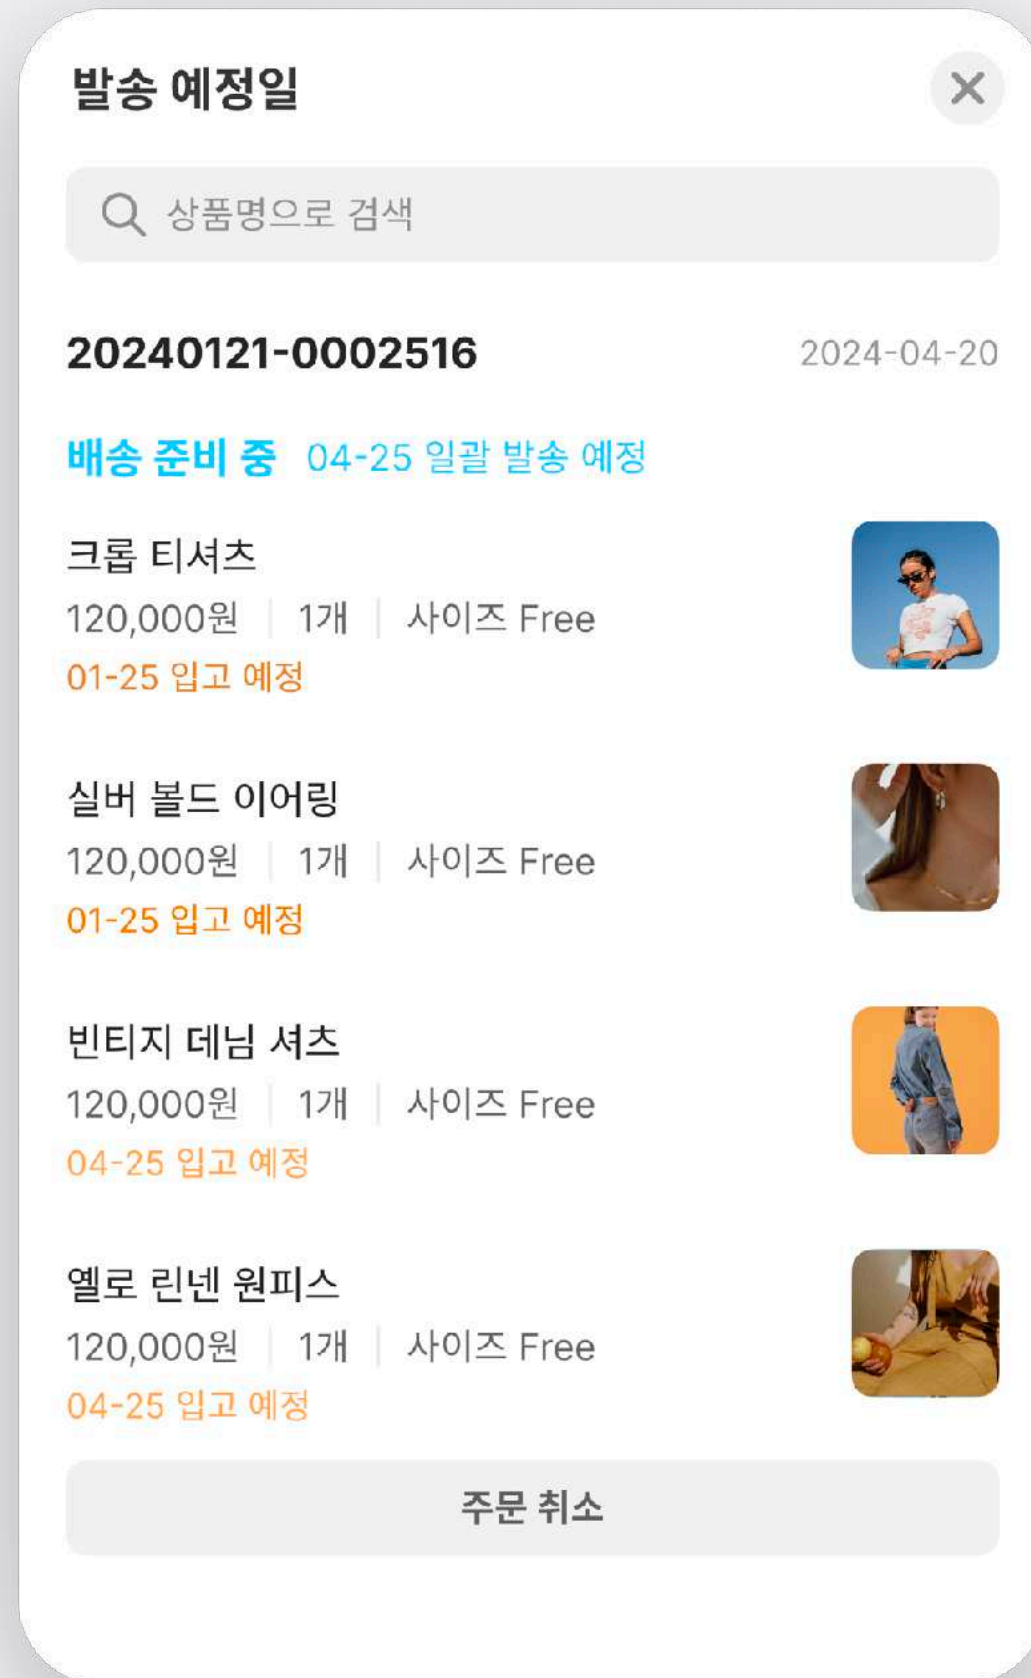 발송 예정일
상품명으로 검색
20240121-0002516 2024-04-20
배송 준비 중 04-25 일괄 발송 예정
크롭 티셔츠
120,000원 | 1개 | 사이즈 Free
01-25 입고 예정
실버 볼드 이어링
120,000원 | 1개 | 사이즈 Free
01-25 입고 예정
빈티지 데님 셔츠
120,000원 | 1개 | 사이즈 Free
04-25 입고 예정
옐로 린넨 원피스
120,000원 | 1개 | 사이즈 Free
04-25 입고 예정
주문 취소